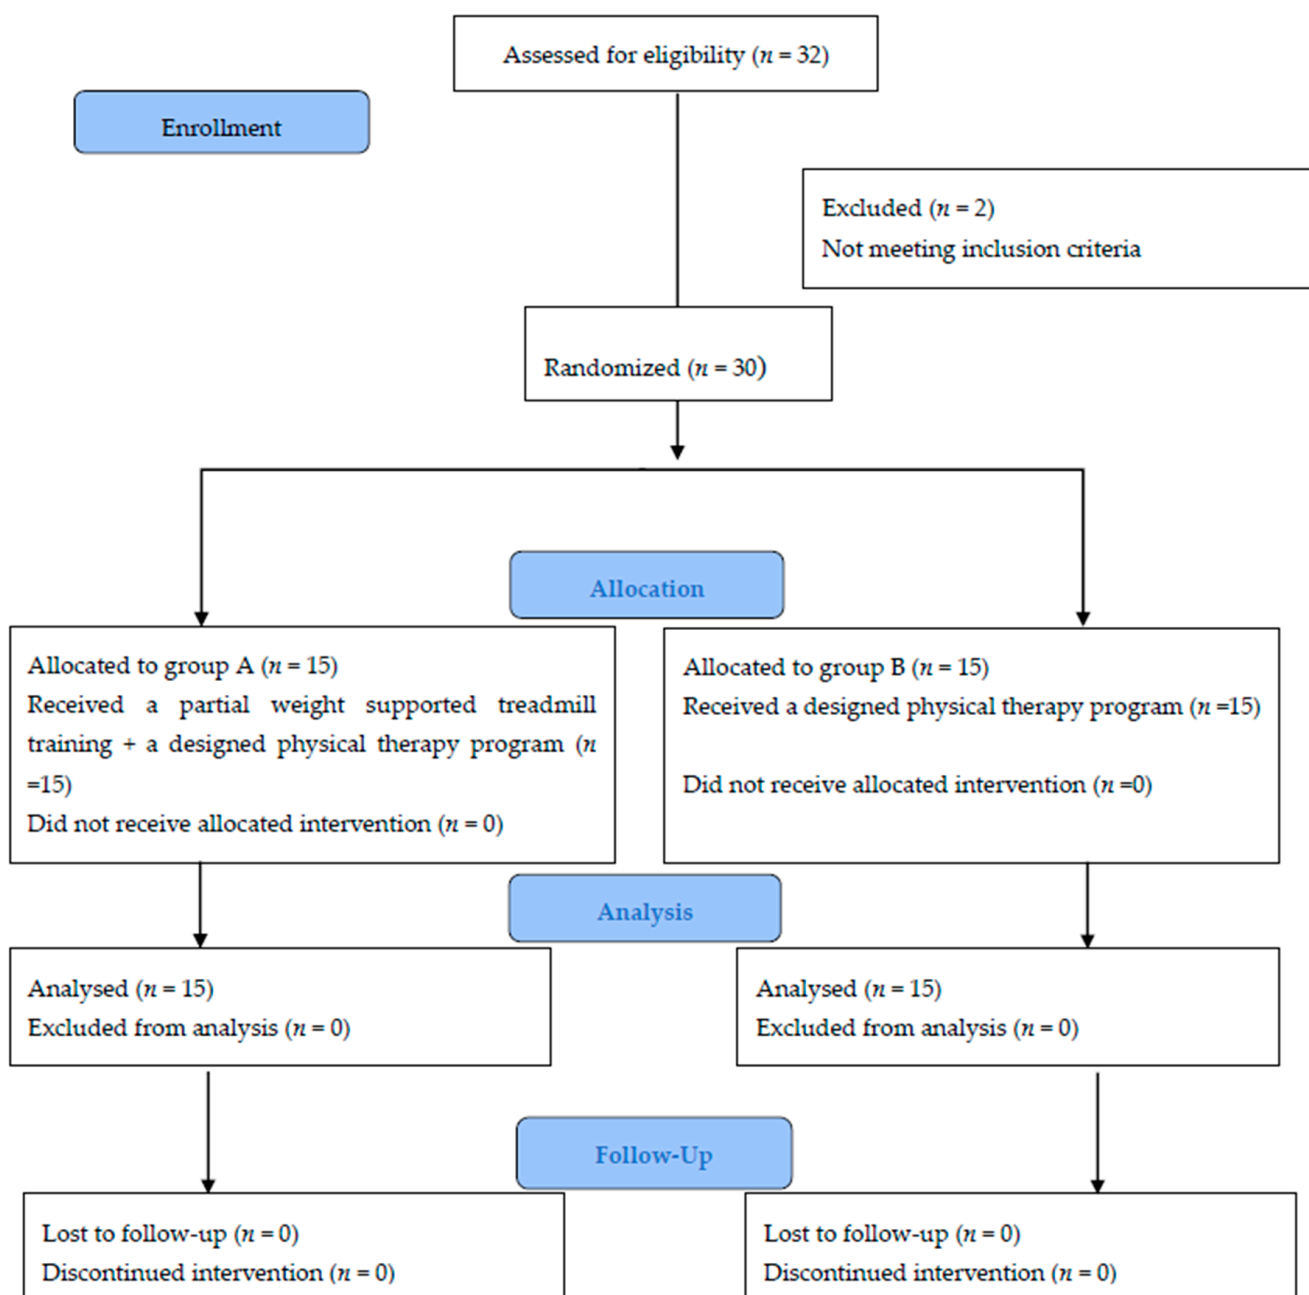 Assessed for eligibility (n = 32)
Enrollment
Excluded (n = 2)
Not meeting inclusion criteria
Randomized (n = 30)
Allocation
Allocated to group A (n = 15)
Received a partial weight supported treadmill
training + a designed physical therapy program (n
=15)
Did not receive allocated intervention (n = 0)
Allocated to group B (n = 15)
Received a designed physical therapy program (n =15)
Did not receive allocated intervention (n =0)
Analysis
Analysed (n = 15)
Excluded from analysis (n = 0)
Analysed (n = 15)
Excluded from analysis (n = 0)
Follow-Up
Lost to follow-up (n = 0)
Discontinued intervention (n = 0)
Lost to follow-up (n = 0)
Discontinued intervention (n = 0)